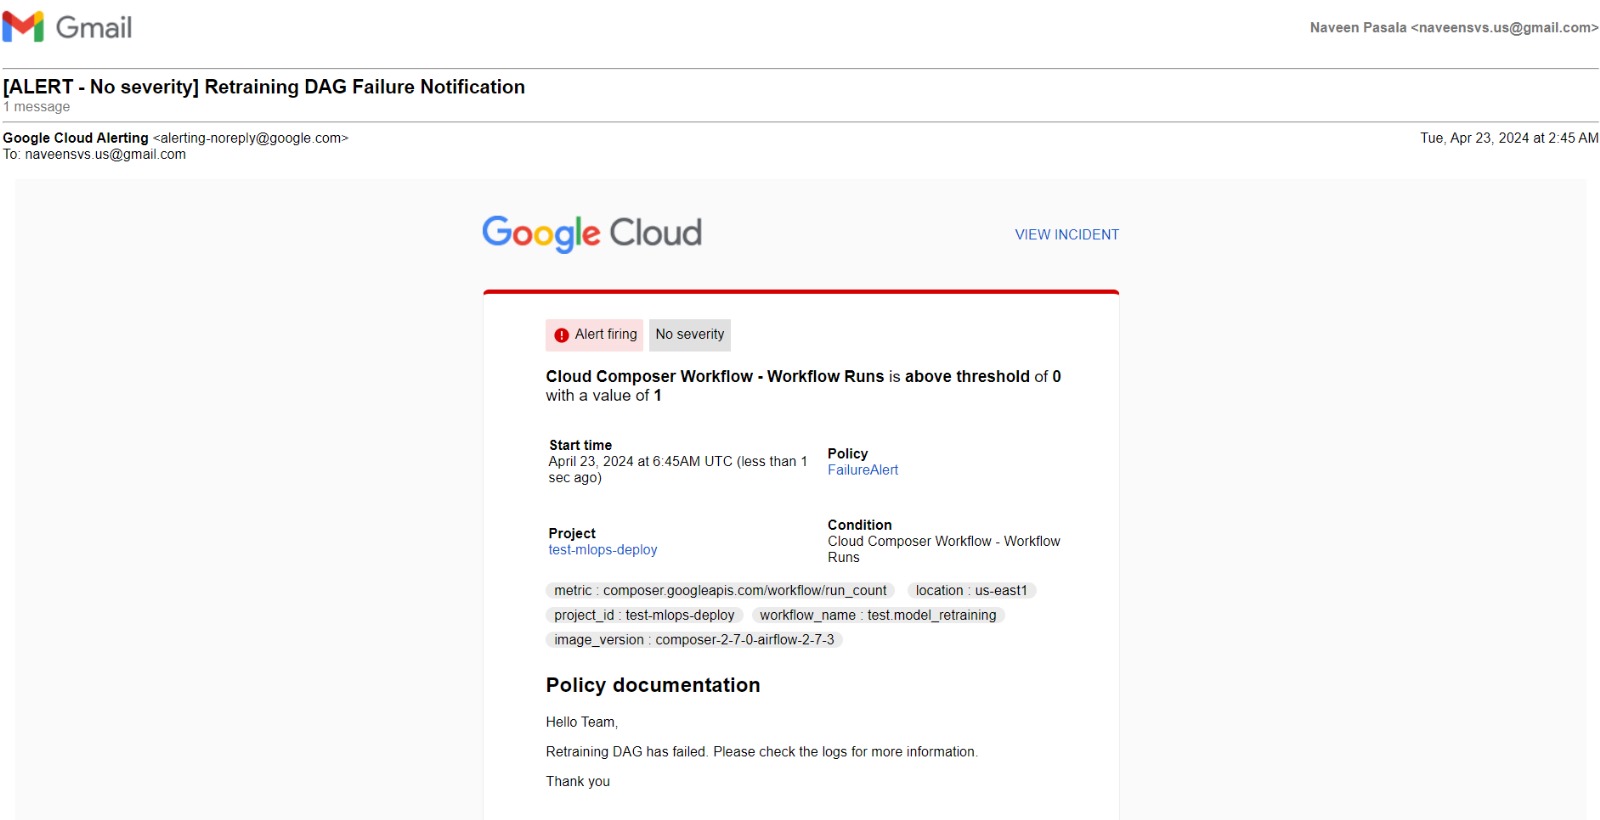 Gmail
Naveen Pasala <naveensvs.us@gmail.com>
[ALERT - No severity] Retraining DAG Failure Notification
1 message
Google Cloud Alerting <alerting-noreply@google.com>
Tue, Apr 23, 2024 at 2:45 AM
To: naveensvs.us@gmail.com
Google Cloud
VIEW INCIDENT
Alert firing
No severity
Cloud Composer Workflow - Workflow Runs is above threshold of 0
with a value of 1
Start time
April 23, 2024 at 6:45AM UTC (less than 1
sec ago)
Policy
FailureAlert
Project
test-mlops-deploy
Condition
Cloud Composer Workflow - Workflow
Runs
metric : composer.googleapis.com/workflow/run_count
location : us-east1
project_id : test-mlops-deploy
workflow_name : test.model_retraining
image_version : composer-2-7-0-airflow-2-7-3
Policy documentation
Hello Team,
Retraining DAG has failed. Please check the logs for more information.
Thank you